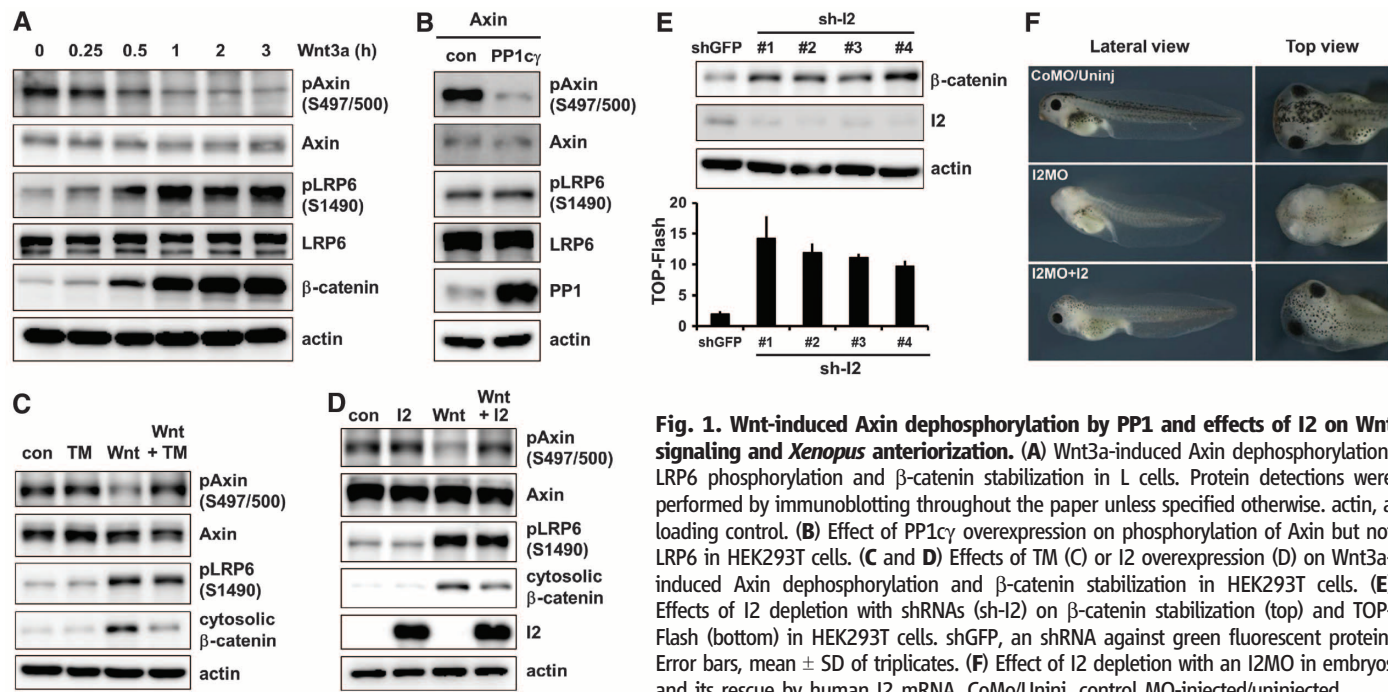 A
0 0.25 0.5 1 2 3 Wnt3a (h)
pAxin
(S497/500)
Axin
pLRP6
(S1490)
LRP6
β-catenin
actin
B
Axin
con PP1cγ
pAxin
(S497/500)
Axin
pLRP6
(S1490)
LRP6
PP1
actin
C
con TM Wnt Wnt
+ TM
pAxin
(S497/500)
Axin
pLRP6
(S1490)
cytosolic
β-catenin
actin
D
con I2 Wnt Wnt
+ I2
pAxin
(S497/500)
Axin
pLRP6
(S1490)
cytosolic
β-catenin
I2
actin
E
sh-I2
shGFP #1 #2 #3 #4
β-catenin
I2
actin
TOP-Flash
20
15
10
5
0
shGFP #1 #2 #3 #4
sh-I2
F
Lateral view Top view
CoMO/Uninj
I2MO
I2MO+I2
Fig. 1. Wnt-induced Axin dephosphorylation by PP1 and effects of I2 on Wnt
signaling and Xenopus anteriorization. (A) Wnt3a-induced Axin dephosphorylation
LRP6 phosphorylation and β-catenin stabilization in L cells. Protein detections were
performed by immunoblotting throughout the paper unless specified otherwise. actin, a
loading control. (B) Effect of PP1cγ overexpression on phosphorylation of Axin but not
LRP6 in HEK293T cells. (C and D) Effects of TM (C) or I2 overexpression (D) on Wnt3a-
induced Axin dephosphorylation and β-catenin stabilization in HEK293T cells. (E
Effects of I2 depletion with shRNAs (sh-I2) on β-catenin stabilization (top) and TOP-
Flash (bottom) in HEK293T cells. shGFP, an shRNA against green fluorescent protein
Error bars, mean ± SD of triplicates. (F) Effect of I2 depletion with an I2MO in embryos
and its rescue by human I2 mRNA. CoMo/Uninj, control MO-injected/uninjected